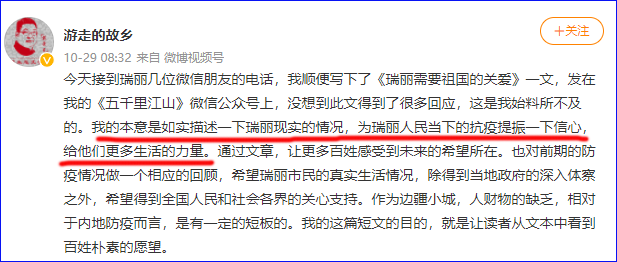 游走的故乡
10-29 08:32 来自 微博视频号
+关注
今天接到瑞丽几位微信朋友的电话，我顺便写下了《瑞丽需要祖国的关爱》一文，发在
我的《五千里江山》微信公众号上，没想到此文得到了很多回应，这是我始料所不及
的。我的本意是如实描述一下瑞丽现实的情况，为瑞丽人民当下的抗疫提振一下信心，
给他们更多生活的力量。通过文章，让更多百姓感受到未来的希望所在。也对前期的防
疫情况做一个相应的回顾，希望瑞丽市民的真实生活情况，除得到当地政府的深入体察
之外，希望得到全国人民和社会各界的关心支持。作为边疆小城，人财物的缺乏，相对
于内地防疫而言，是有一定的短板的。我的这篇短文的目的，就是让读者从文本中看到
百姓朴素的愿望。